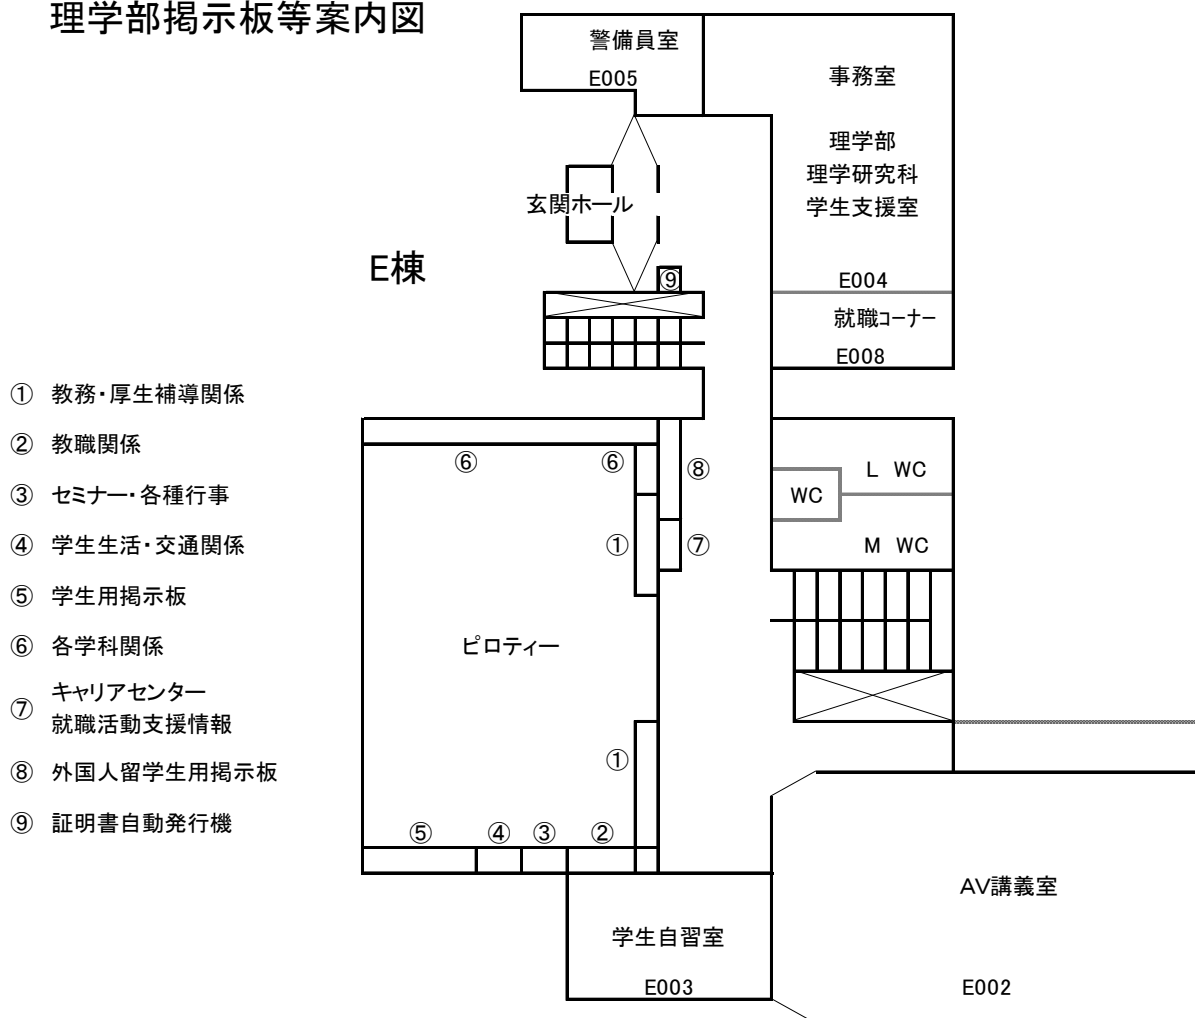 理学部掲示板等案内図
警備員室
E005
事務室
理学部
理学研究科
学生支援室
玄関ホール
E棟
⑨
E004
就職コーナー
E008
① 教務・厚生補導関係
② 教職関係
③ セミナー・各種行事
④ 学生生活・交通関係
⑤ 学生用掲示板
⑥ 各学科関係
⑦ キャリアセンター
就職活動支援情報
⑧ 外国人留学生用掲示板
⑨ 証明書自動発行機
⑥ ⑥ ⑧
L WC
WC
① ⑦
M WC
ピロティー
①
⑤ ④ ③ ②
AV講義室
学生自習室
E003
E002